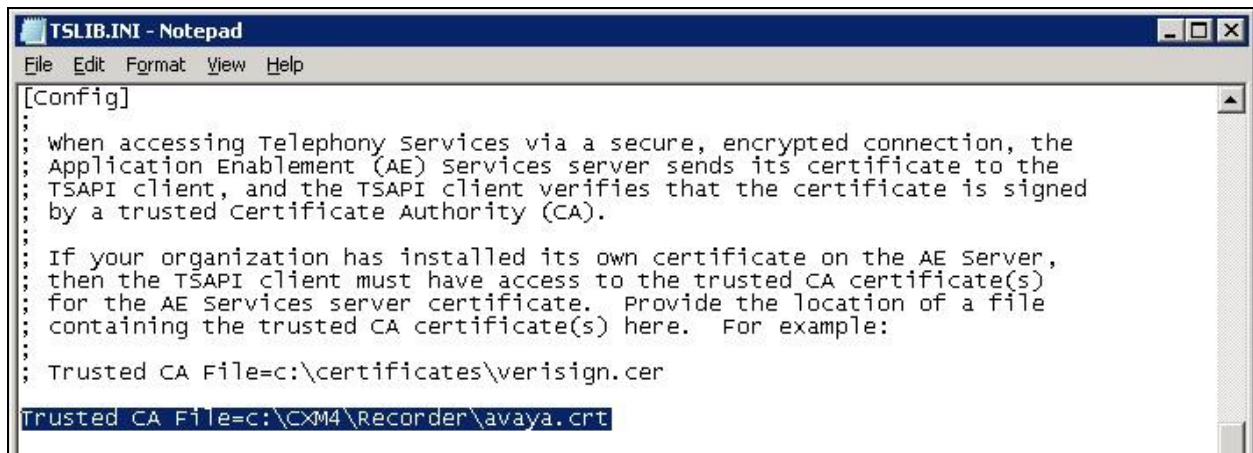 TSLIB.INI - Notepad
File Edit Format View Help
[Config]
;
; When accessing Telephony Services via a secure, encrypted connection, the
; Application Enablement (AE) Services server sends its certificate to the
; TSAPI client, and the TSAPI client verifies that the certificate is signed
; by a trusted Certificate Authority (CA).
;
; If your organization has installed its own certificate on the AE Server,
; then the TSAPI client must have access to the trusted CA certificate(s)
; for the AE Services server certificate.  Provide the location of a file
; containing the trusted CA certificate(s) here.  For example:
;
; Trusted CA File=c:\certificates\verisign.cer
Trusted CA File=c:\CXM4\Recorder\avaya.crt